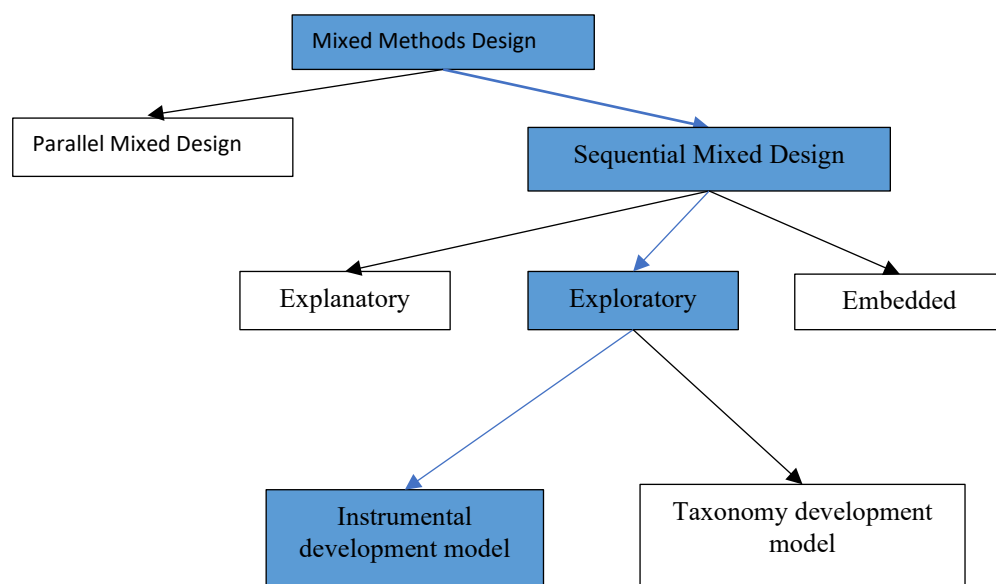 Mixed Methods Design
Parallel Mixed Design
Sequential Mixed Design
Explanatory
Exploratory
Embedded
Instrumental
development model
Taxonomy development
model